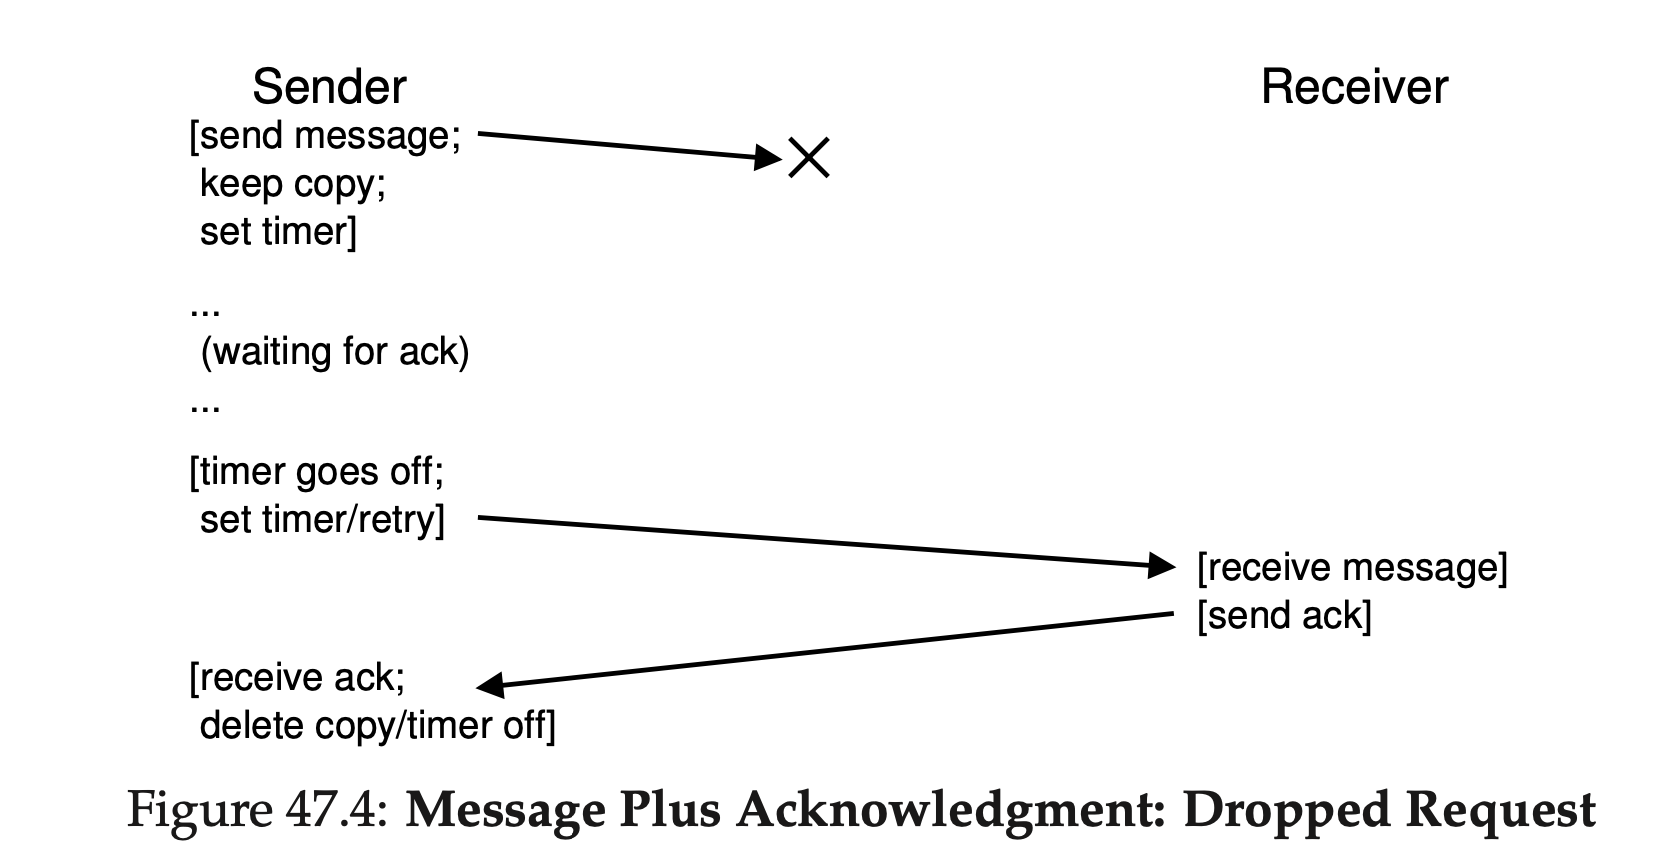 Sender Receiver
[send message;
keep copy;
set timer]
...
(waiting for ack)
...
[timer goes off;
set timer/retry]
[receive message]
[send ack]
[receive ack;
delete copy/timer off]
Figure 47.4: Message Plus Acknowledgment: Dropped Request